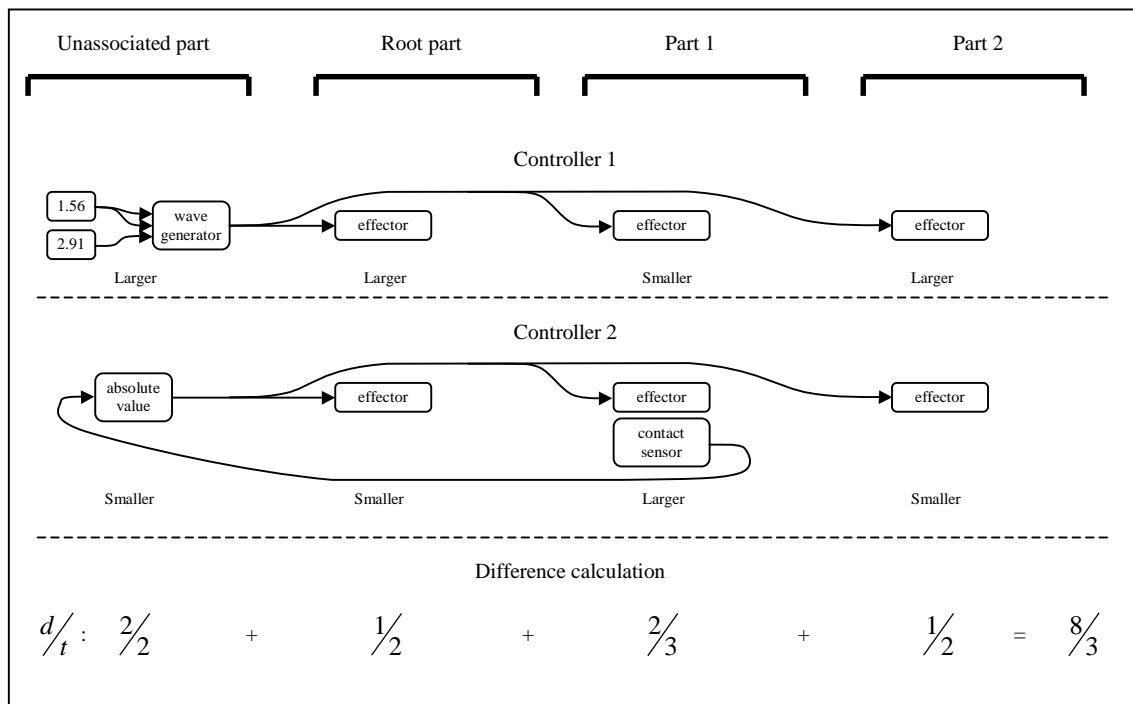 Unassociated part Root part Part 1 Part 2
Controller 1
1.56
wave
generator
effector effector effector
2.91
Larger Larger Smaller Larger
Controller 2
absolute
value
effector effector effector
contact
sensor
Smaller Smaller Larger Smaller
Difference calculation
d/t : 2/2 + 1/2 + 2/3 + 1/2 = 8/3